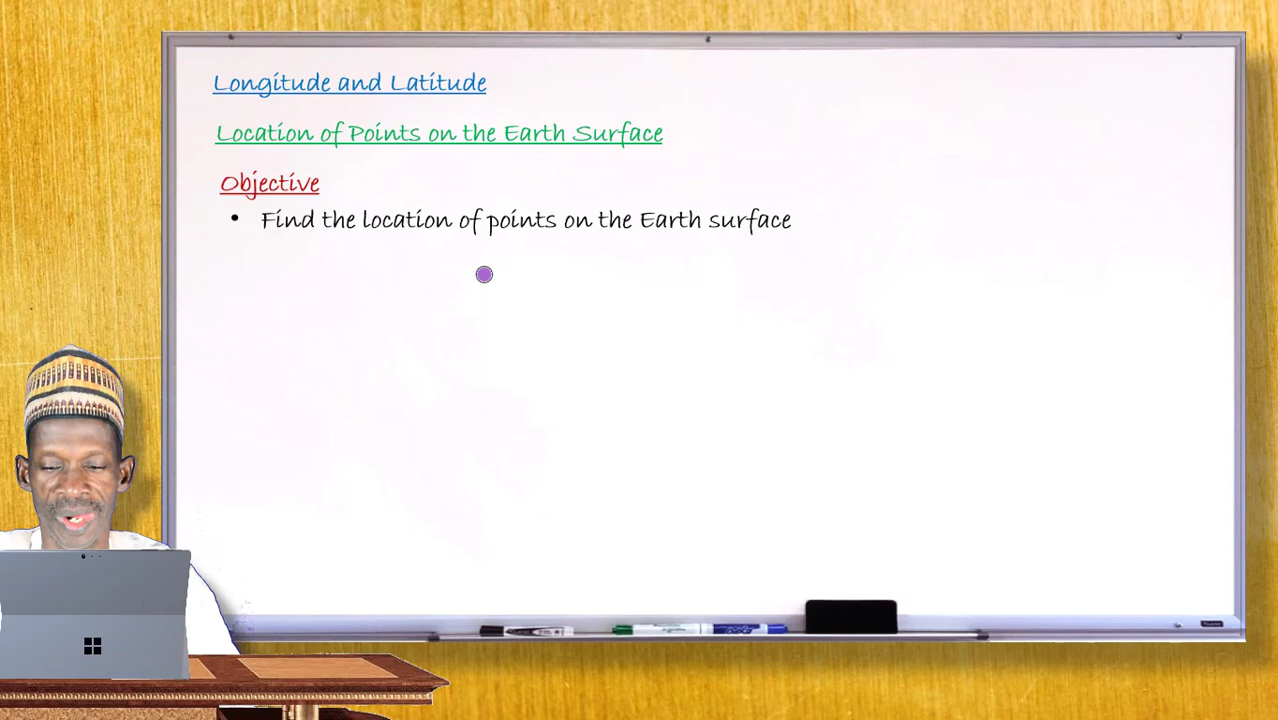 Longitude and Latitude
Location of Points on the Earth Surface
Objective
• Find the location of points on the Earth surface